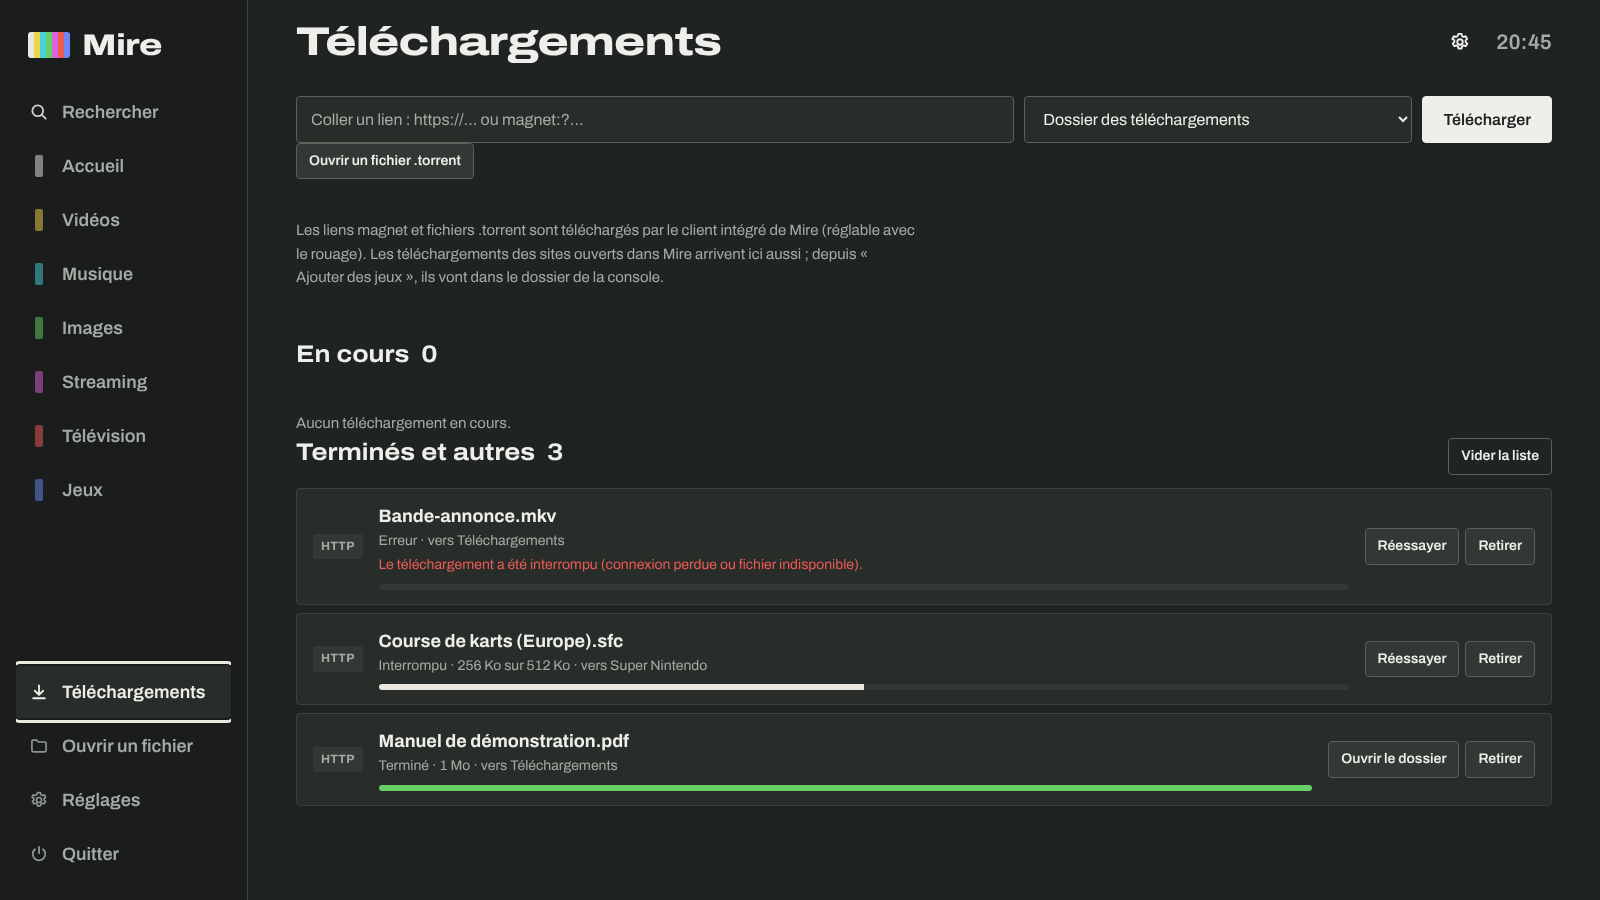 Mire
Rechercher
Accueil
Vidéos
Musique
Images
Streaming
Télévision
Jeux
Téléchargements
Ouvrir un fichier
Réglages
Quitter
Téléchargements
20:45
Coller un lien : https://... ou magnet:?...
Dossier des téléchargements
Télécharger
Ouvrir un fichier .torrent
Les liens magnet et fichiers .torrent sont téléchargés par le client intégré de Mire (réglable avec
le rouage). Les téléchargements des sites ouverts dans Mire arrivent ici aussi ; depuis «
Ajouter des jeux », ils vont dans le dossier de la console.
En cours 0
Aucun téléchargement en cours.
Terminés et autres 3
Vider la liste
HTTP
Bande-annonce.mkv
Erreur · vers Téléchargements
Le téléchargement a été interrompu (connexion perdue ou fichier indisponible).
Réessayer
Retirer
HTTP
Course de karts (Europe).sfc
Interrompu · 256 Ko sur 512 Ko · vers Super Nintendo
Réessayer
Retirer
HTTP
Manuel de démonstration.pdf
Terminé · 1 Mo · vers Téléchargements
Ouvrir le dossier
Retirer